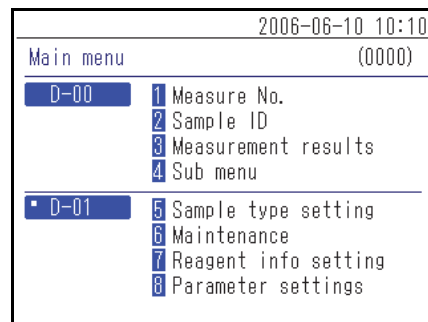 2006-06-10 10:10
Main menu (0000)
D-00 1 Measure No.
2 Sample ID
3 Measurement results
4 Sub menu
D-01 5 Sample type setting
6 Maintenance
7 Reagent info setting
8 Parameter settings